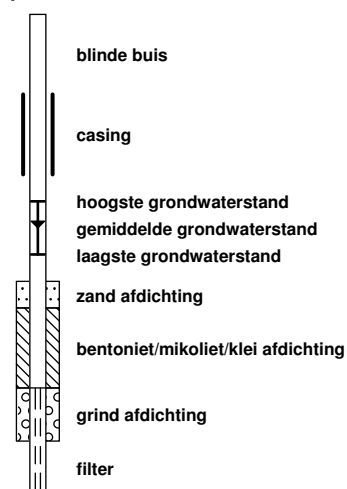 blinde buis
casing
hoogste grondwaterstand
gemiddelde grondwaterstand
laagste grondwaterstand
zand afdichting
bentoniet/mikoliet/klei afdichting
grind afdichting
filter